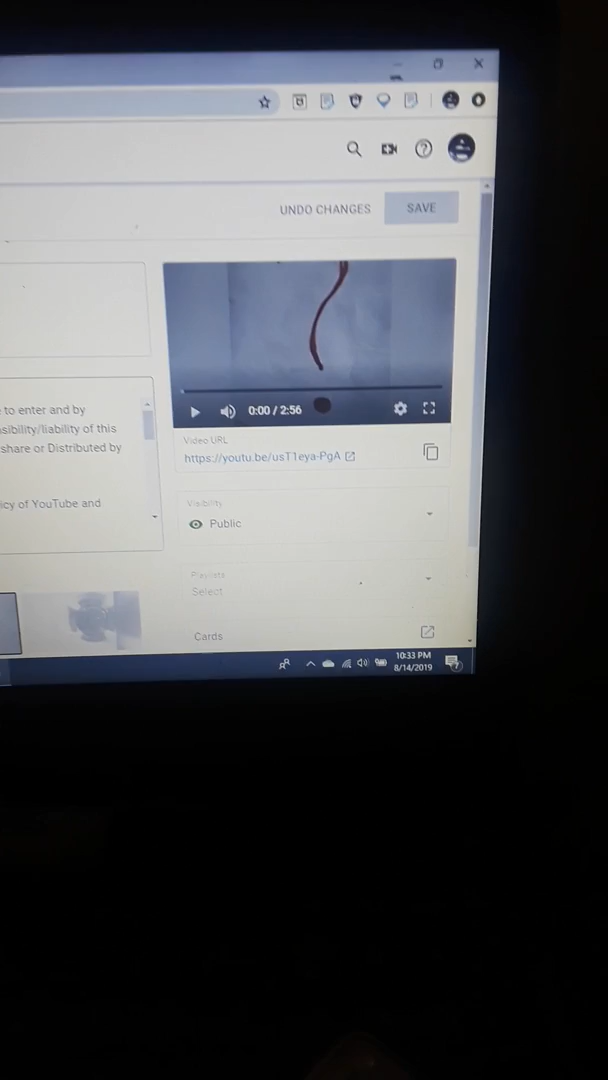 UNDO CHANGES
SAVE
to enter and by
sibility/liability of this
share or Distributed by
icy of YouTube and
0:00 / 2:56
Video URL
https://youtu.be/usT1eya-PgA
Visibility
Public
Playlists
Select
Cards
10:33 PM
8/14/2019